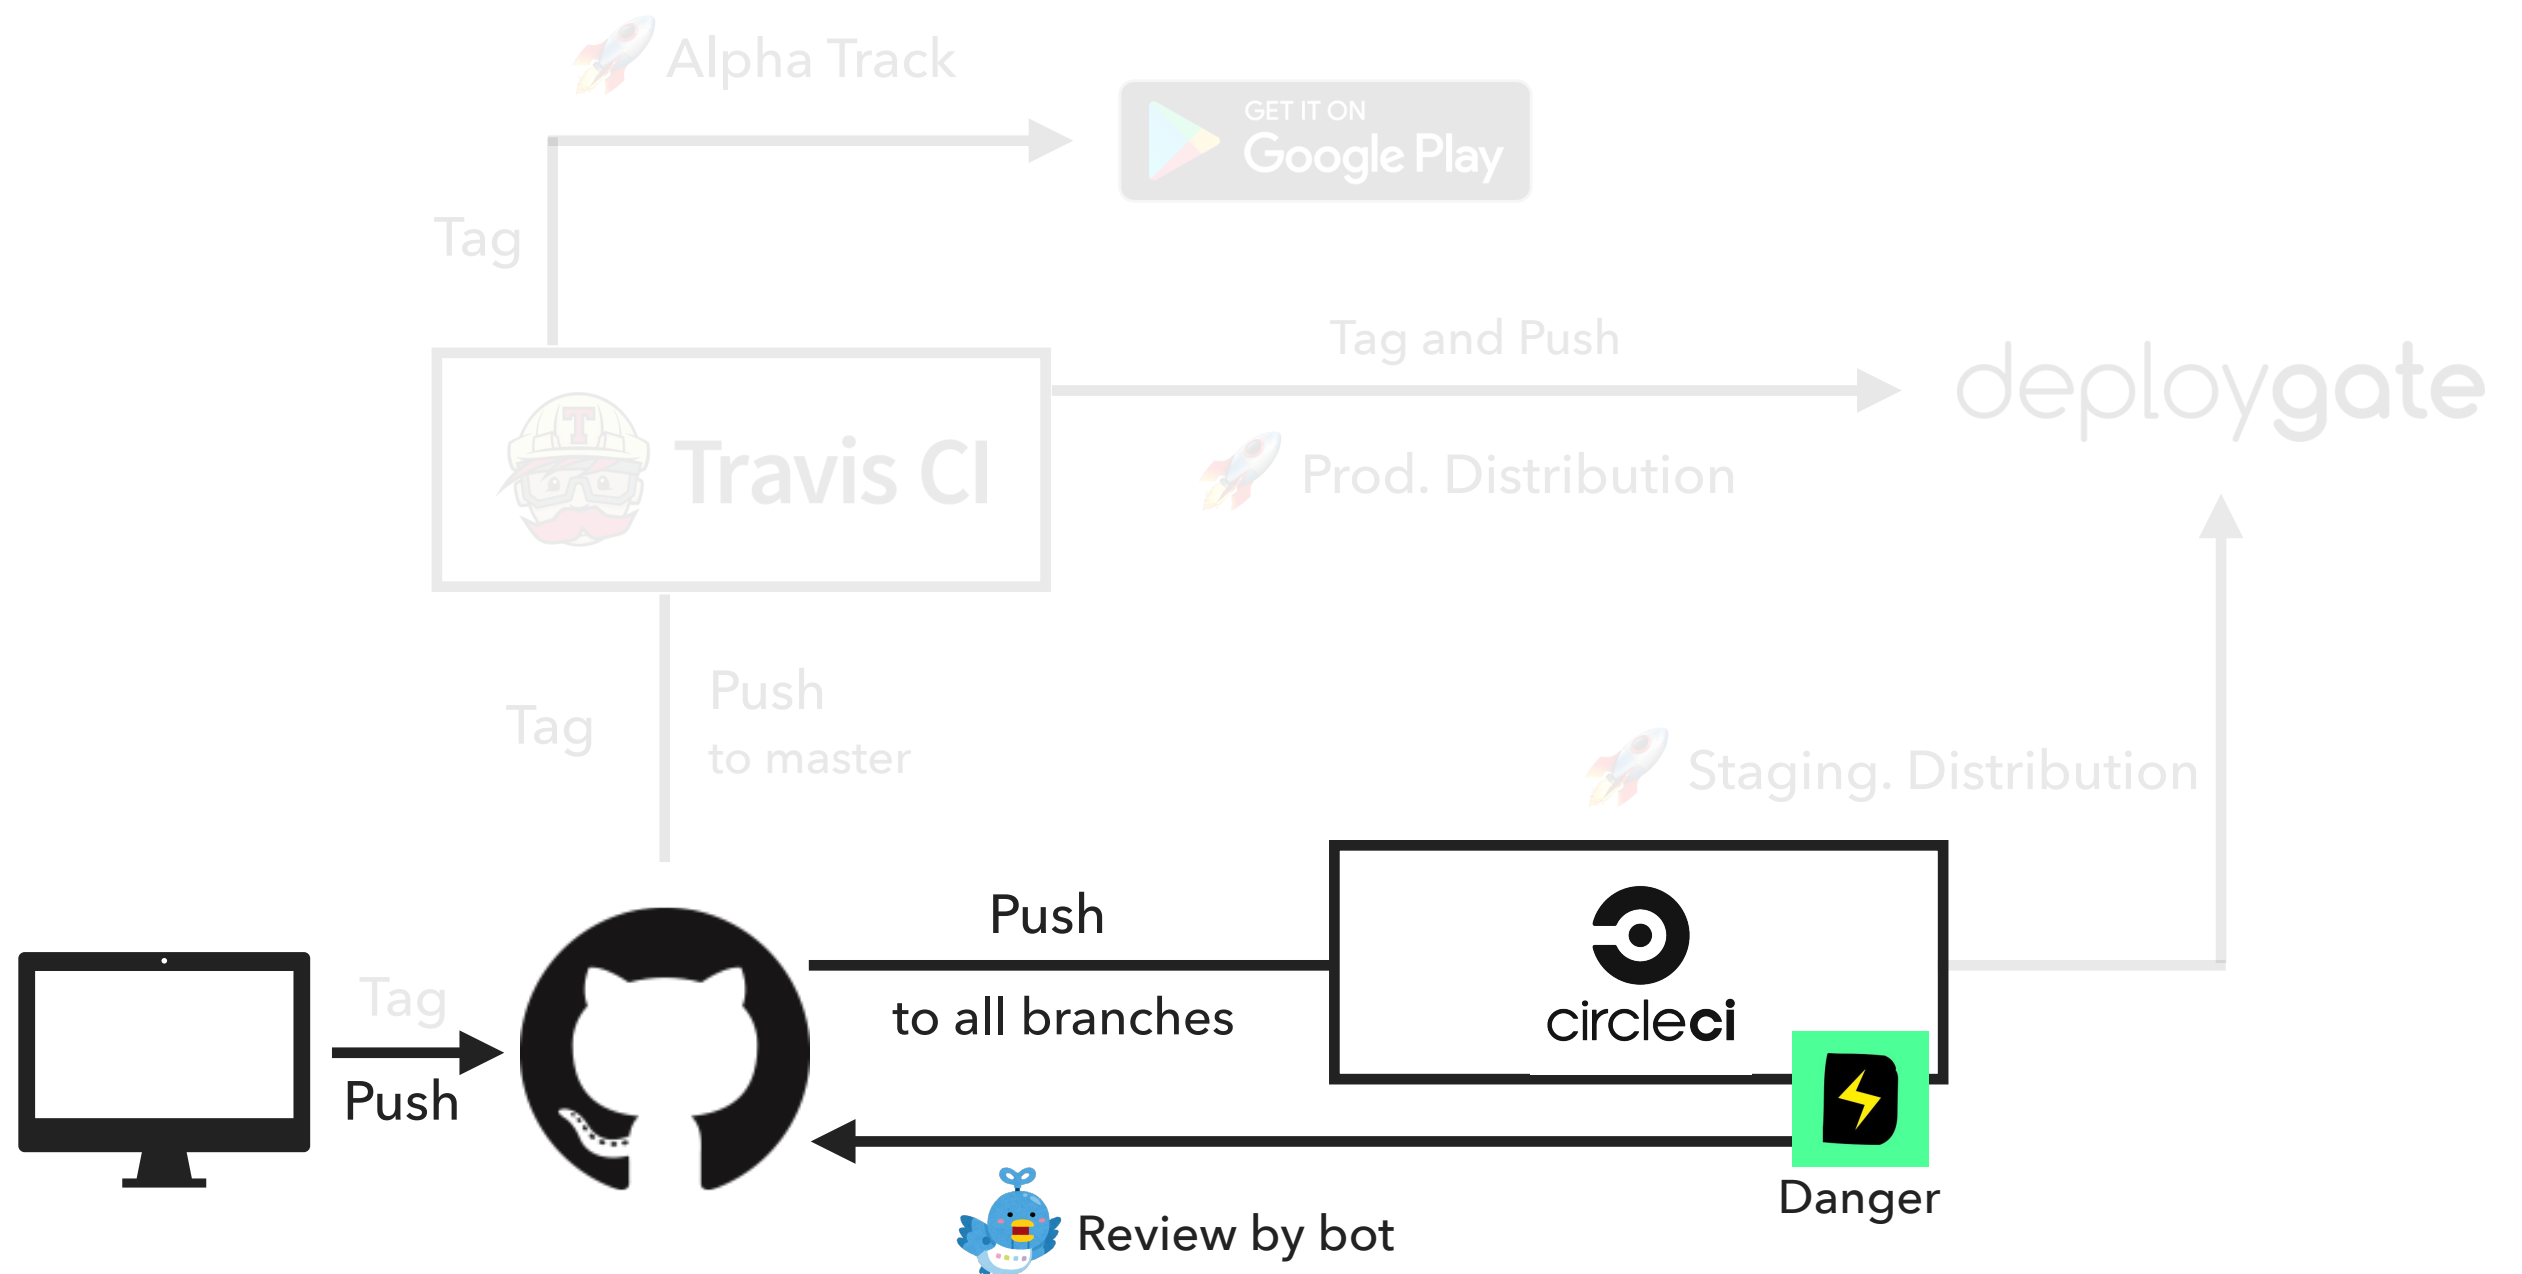 Alpha Track
GET IT ON
Google Play
Tag
Tag and Push
deploygate
T
Travis CI
Prod. Distribution
Push
Tag
to master
Staging. Distribution
Push
circleci
Tag
to all branches
Push
Danger
Review by bot